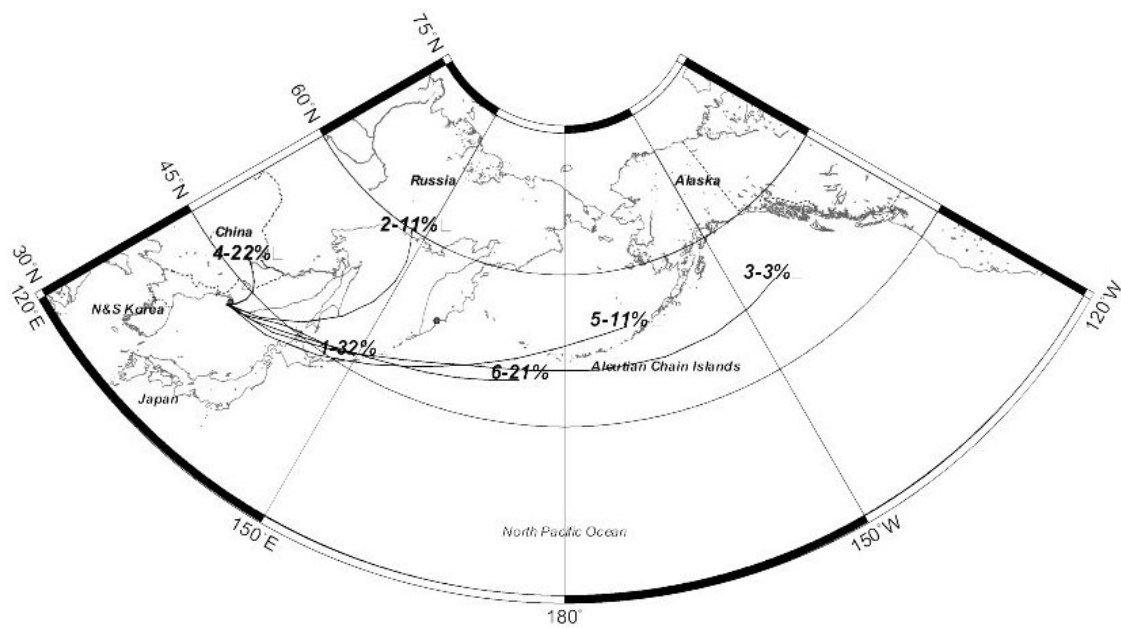 75°N
60°N
45°N
30°N
120°E
Russia
Alaska
China
2-11%
4-22%
3-3%
N&S Korea
5-11%
1-32%
6-21%
Aleutian Chain Islands
Japan
120°W
North Pacific Ocean
150°E
150°W
180°